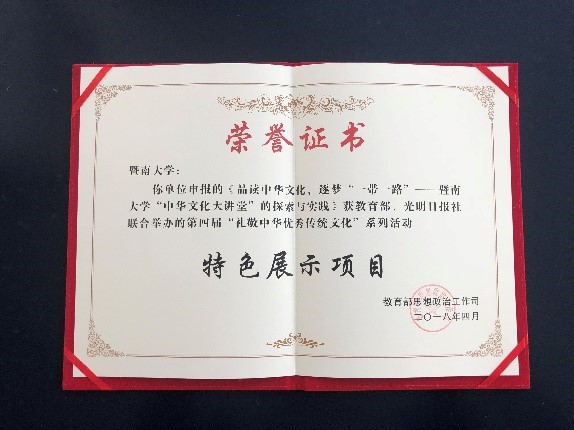 荣誉证书
暨南大学：
你单位申报的《品读中华文化，逐梦“一带一路”——暨南
大学“中华文化大讲堂”的探索与实践》获教育部、光明日报社
联合举办的第四届“礼敬中华优秀传统文化”系列活动
特色展示项目
教育部思想政治工作司
二〇一八年四月